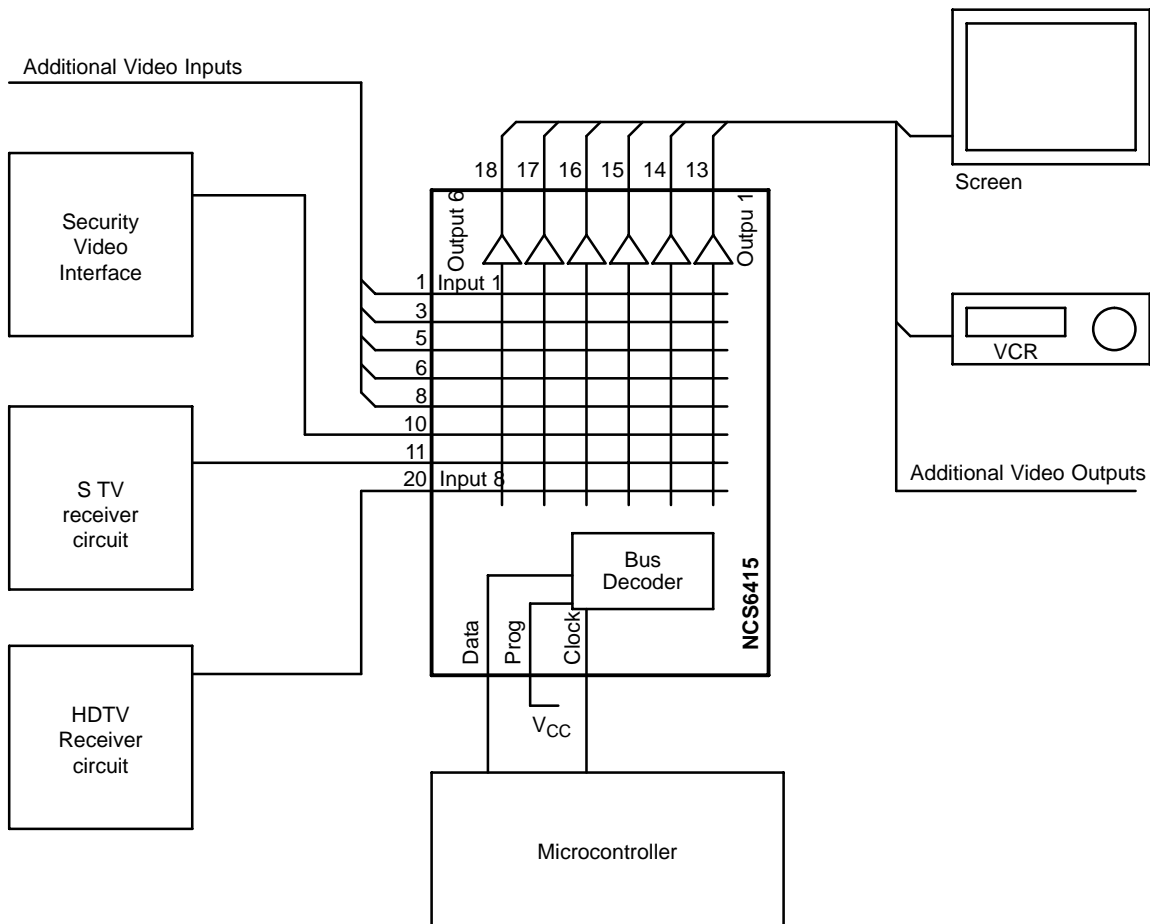 Additional Video Inputs
Security
Video
Interface
S TV
receiver
circuit
HDTV
Receiver
circuit
18 17 16 15 14 13
Output 6
Outpu 1
1 Input 1
3
5
6
8
10
11
20 Input 8
Bus
Decoder
Data
Prog
Clock
NCS6415
VCC
Microcontroller
Screen
VCR
Additional Video Outputs